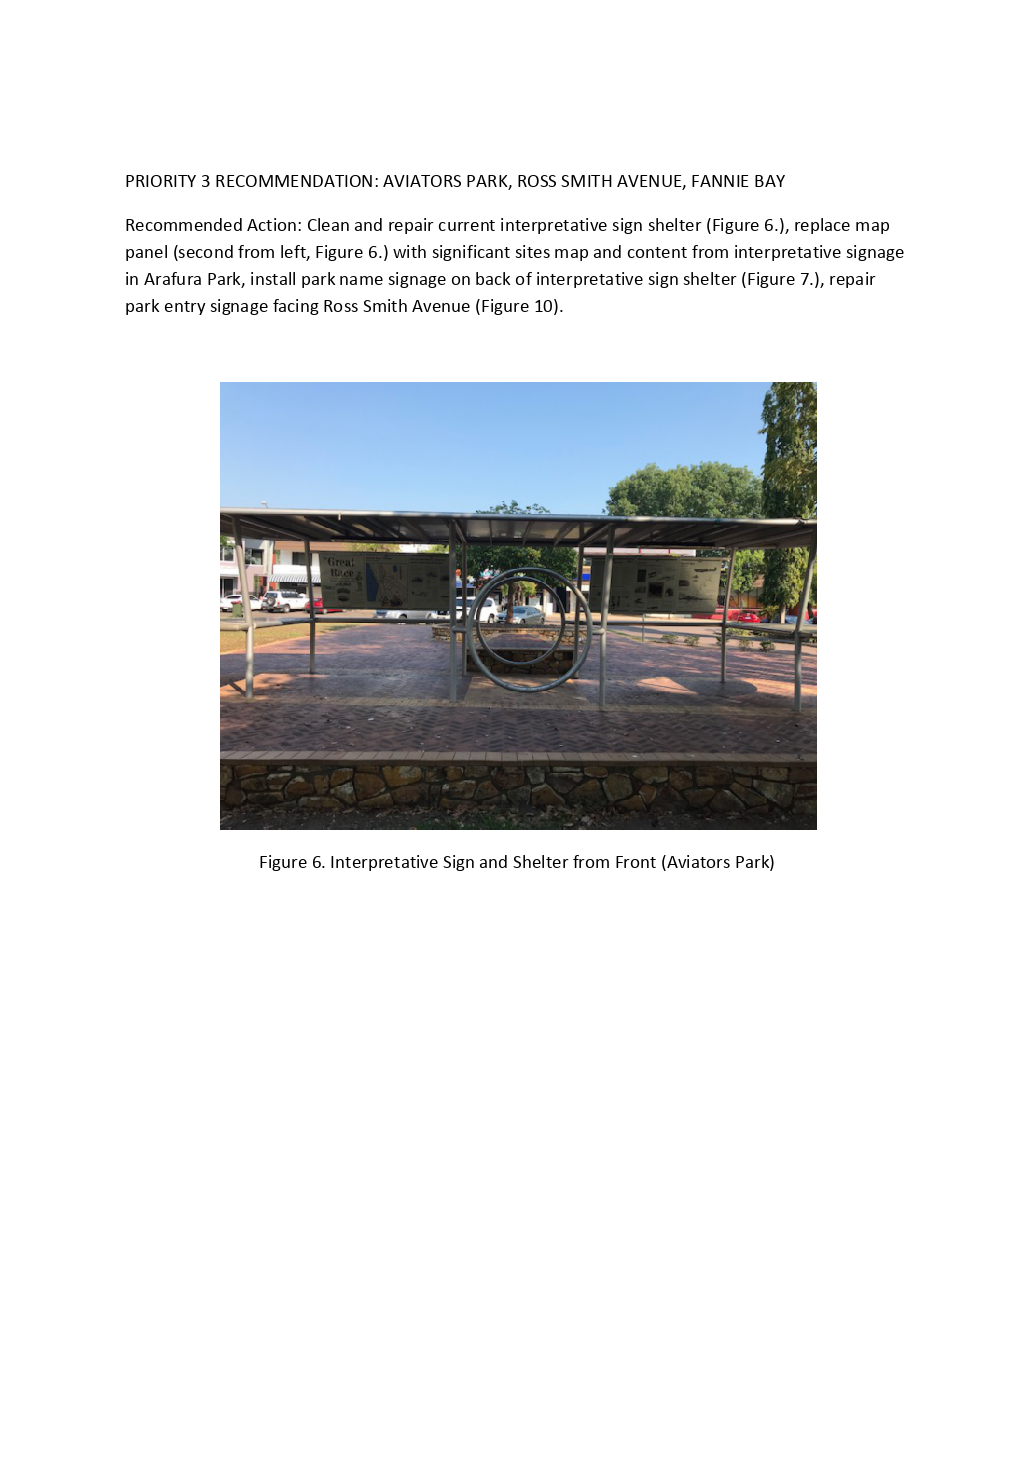 PRIORITY 3 RECOMMENDATION: AVIATORS PARK, ROSS SMITH AVENUE, FANNIE BAY
Recommended Action: Clean and repair current interpretative sign shelter (Figure 6.), replace map
panel (second from left, Figure 6.) with significant sites map and content from interpretative signage
in Arafura Park, install park name signage on back of interpretative sign shelter (Figure 7.), repair
park entry signage facing Ross Smith Avenue (Figure 10).
Great
Race
Figure 6. Interpretative Sign and Shelter from Front (Aviators Park)